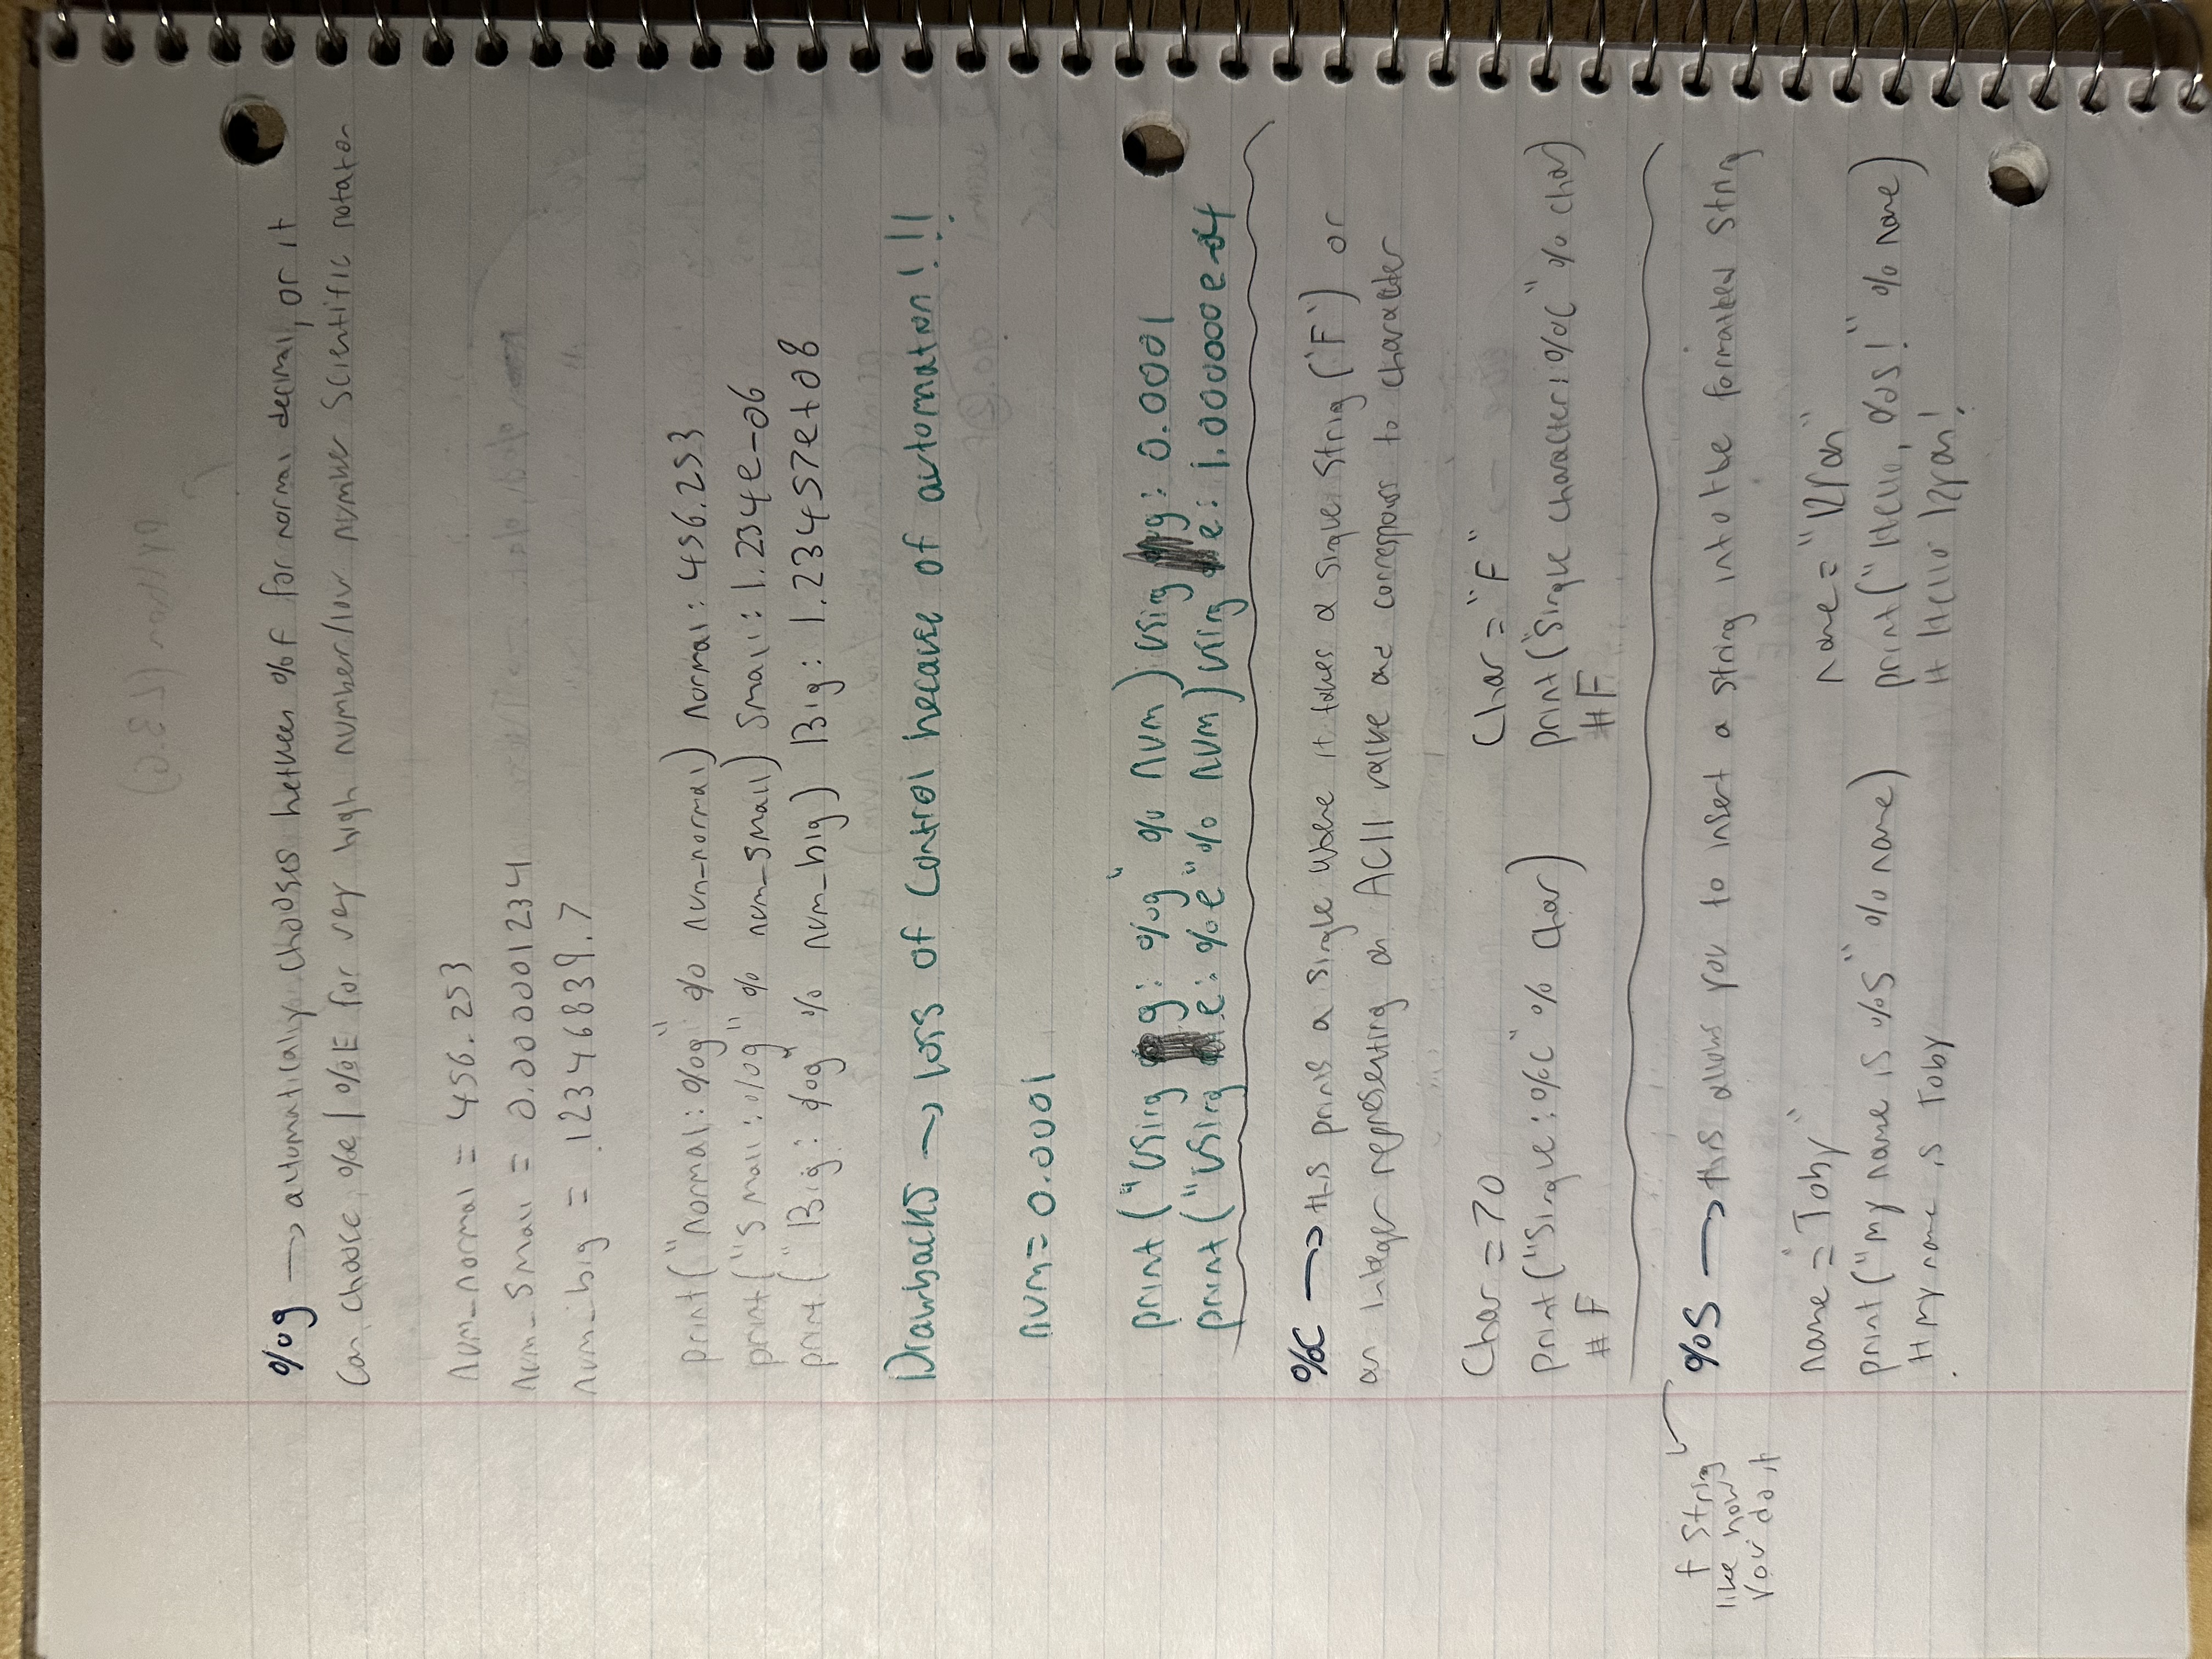 %g → automatically chooses between %f for normal decimal, or it
can choose %e / %E for very high number/low number scientific notation
num_normal = 456.253
num_small = 0.000001234
num_big = 12346839.7
print("normal: %g" % num_normal) normal: 456.253
print("Small: %g" % num_small) Small: 1.234e-06
print("Big: %g" % num_big) Big: 1.23457e+08
Drawbacks → loss of control because of automation!!!
num = 0.0001
print("Using g: %g" % num) Using g: 0.0001
print("Using e: %e" % num) Using e: 1.000000e-04
%c → this prints a single where it takes a single string ('F') or
an integer representing an ACII value and corresponds to character
Char = 70
print("Single: %c" % char)
#F
Char = "F"
print("Single character: %c" % char)
#F
f string
like how
you do it
%s → this allows you to insert a string into the formatted string
name = "Toby"
print("my name is %s" % name)
# my name is Toby
name = "Ryan"
print("Hello, %s!" % name)
# Hello Ryan!